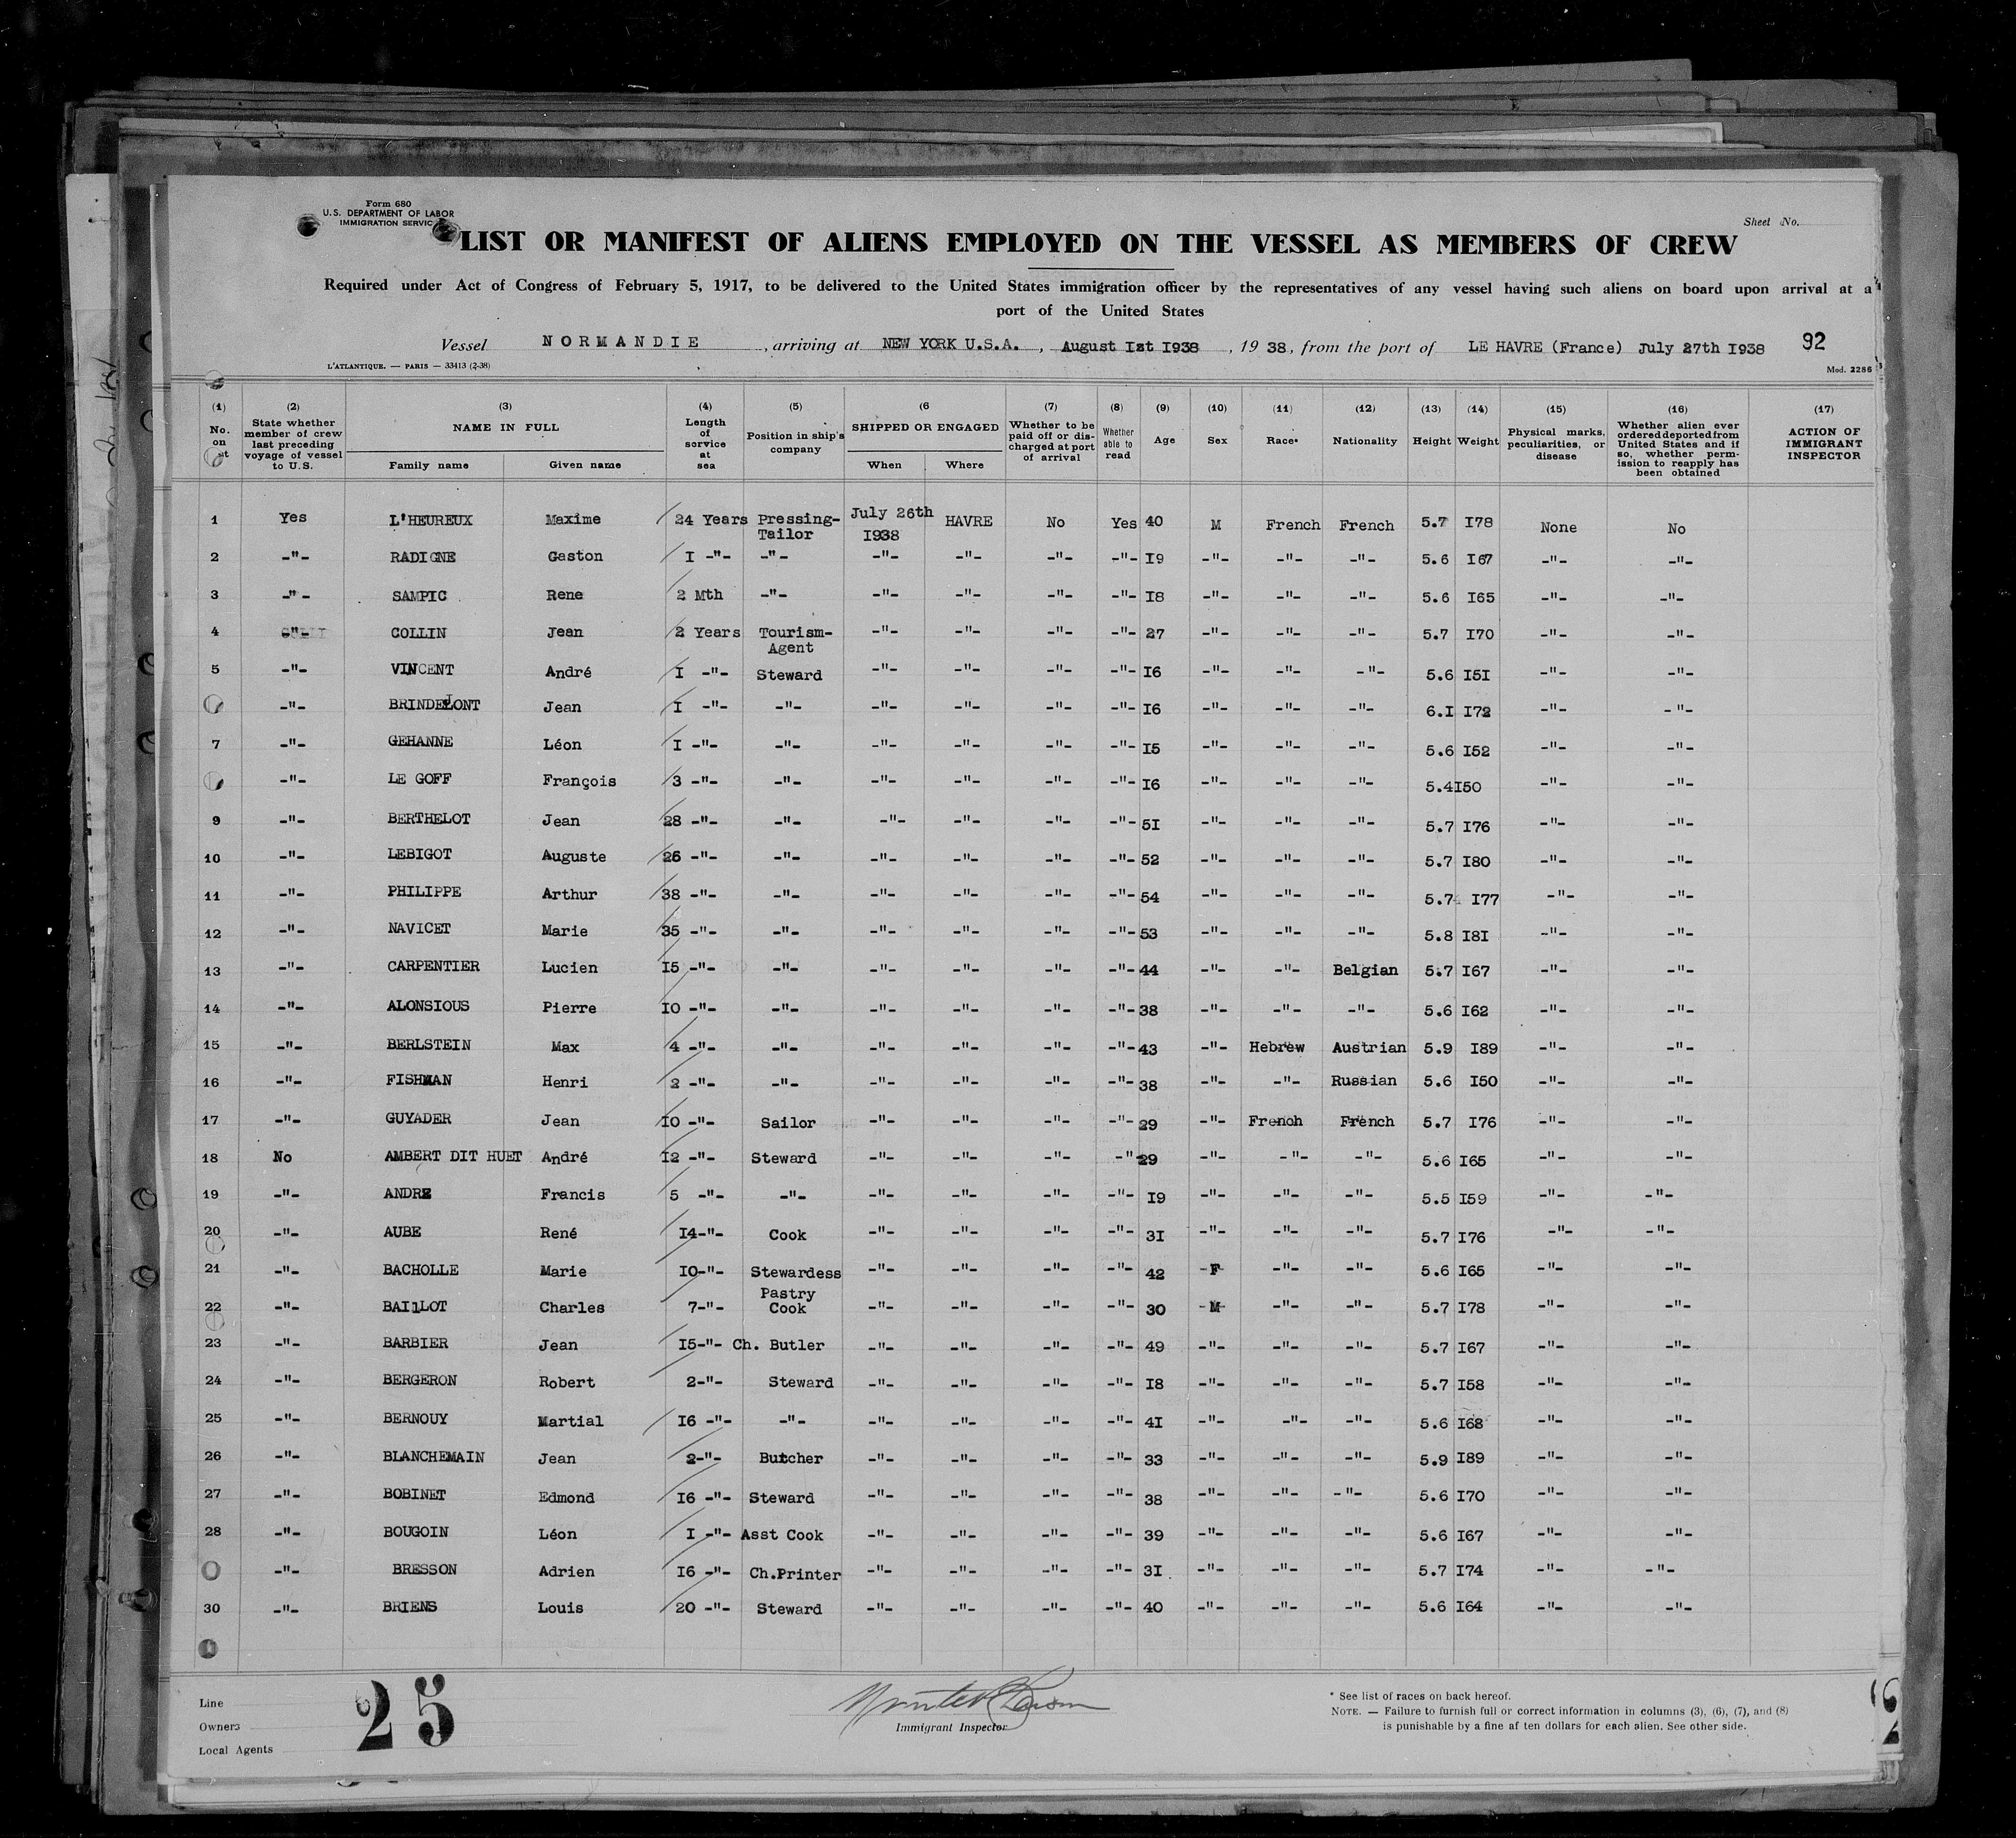 Form 680
U.S. DEPARTMENT OF LABOR
IMMIGRATION SERVIC
Sheet No.
LIST OR MANIFEST OF ALIENS EMPLOYED ON THE VESSEL AS MEMBERS OF CREW
Required under Act of Congress of February 5, 1917, to be delivered to the United States immigration officer by the representatives of any vessel having such aliens on board upon arrival at a
port of the United States
Vessel NORMANDIE, arriving at NEW YORK U.S.A., August Ist I938, 19 38, from the port of LE HAVRE (France) July 27th I938 92
L'ATLANTIQUE. — PARIS — 33413 (2-38)
Mod. 2286
(1) No. on st
(2) State whether member of crew last preceding voyage of vessel to U.S.
(3) NAME IN FULL Family name Given name
(4) Length of service at sea
(5) Position in ship's company
(6 SHIPPED OR ENGAGED When Where
(7) Whether to be paid off or discharged at port of arrival
(8) Whether able to read
(9) Age
(10) Sex
(11) Race*
(12) Nationality
(13) Height
(14) Weight
(15) Physical marks, peculiarities, or disease
(16) Whether alien ever ordered deported from United States and if so, whether permission to reapply has been obtained
(17) ACTION OF IMMIGRANT INSPECTOR
1 Yes L'HEUREUX Maxime 24 Years Pressing-Tailor July 26th I938 HAVRE No Yes 40 M French French 5.7 I78 None No
2 -"- RADIGNE Gaston I -"- -"- -"- -"- -"- -"- I9 -"- -"- -"- 5.6 I67 -"- -"-
3 -"- SAMPIC Rene 2 Mth -"- -"- -"- -"- -"- I8 -"- -"- -"- 5.6 I65 -"- -"-
4 -"- COLLIN Jean 2 Years Tourism-Agent -"- -"- -"- -"- 27 -"- -"- -"- 5.7 I70 -"- -"-
5 -"- VINCENT André I -"- Steward -"- -"- -"- -"- I6 -"- -"- -"- 5.6 I5I -"- -"-
-"- BRINDEJONT Jean I -"- -"- -"- -"- -"- -"- I6 -"- -"- -"- 6.I I72 -"- -"-
7 -"- GEHANNE Léon I -"- -"- -"- -"- -"- -"- I5 -"- -"- -"- 5.6 I52 -"- -"-
-"- LE GOFF François 3 -"- -"- -"- -"- -"- -"- I6 -"- -"- -"- 5.4 I50 -"- -"-
9 -"- BERTHELOT Jean 28 -"- -"- -"- -"- -"- -"- 5I -"- -"- -"- 5.7 I76 -"- -"-
10 -"- LEBIGOT Auguste 26 -"- -"- -"- -"- -"- -"- 52 -"- -"- -"- 5.7 I80 -"- -"-
11 -"- PHILIPPE Arthur 38 -"- -"- -"- -"- -"- -"- 54 -"- -"- -"- 5.7 I77 -"- -"-
12 -"- NAVICET Marie 35 -"- -"- -"- -"- -"- -"- 53 -"- -"- -"- 5.8 I8I -"- -"-
13 -"- CARPENTIER Lucien I5 -"- -"- -"- -"- -"- -"- 44 -"- -"- Belgian 5.7 I67 -"- -"-
14 -"- ALONSIOUS Pierre IO -"- -"- -"- -"- -"- -"- 38 -"- -"- -"- 5.6 I62 -"- -"-
15 -"- BERLSTEIN Max 4 -"- -"- -"- -"- -"- -"- 43 -"- Hebrew Austrian 5.9 I89 -"- -"-
16 -"- FISHMAN Henri 2 -"- -"- -"- -"- -"- -"- 38 -"- -"- Russian 5.6 I50 -"- -"-
17 -"- GUYADER Jean IO -"- Sailor -"- -"- -"- -"- 29 -"- French French 5.7 I76 -"- -"-
18 No AMBERT DIT HUET André I2 -"- Steward -"- -"- -"- -"- 29 -"- -"- -"- 5.6 I65 -"- -"-
19 -"- ANDRE Francis 5 -"- -"- -"- -"- -"- -"- I9 -"- -"- -"- 5.5 I59 -"- -"-
20 -"- AUBE René I4-"- Cook -"- -"- -"- -"- 3I -"- -"- -"- 5.7 I76 -"- -"-
21 -"- BACHOLLE Marie IO-"- Stewardess -"- -"- -"- -"- 42 F -"- -"- 5.6 I65 -"- -"-
22 -"- BAIlLOT Charles 7-"- Pastry Cook -"- -"- -"- -"- 30 M -"- -"- 5.7 I78 -"- -"-
23 -"- BARBIER Jean I5-"- Ch. Butler -"- -"- -"- -"- 49 -"- -"- -"- 5.7 I67 -"- -"-
24 -"- BERGERON Robert 2-"- Steward -"- -"- -"- -"- I8 -"- -"- -"- 5.7 I58 -"- -"-
25 -"- BERNOUY Martial I6 -"- -"- -"- -"- -"- -"- 4I -"- -"- -"- 5.6 I68 -"- -"-
26 -"- BLANCHEMAIN Jean 2-"- Butcher -"- -"- -"- -"- 33 -"- -"- -"- 5.9 I89 -"- -"-
27 -"- BOBINET Edmond I6 -"- Steward -"- -"- -"- -"- 38 -"- -"- -"- 5.6 I70 -"- -"-
28 -"- BOUGOIN Léon I -"- Asst Cook -"- -"- -"- -"- 39 -"- -"- -"- 5.6 I67 -"- -"-
-"- BRESSON Adrien I6 -"- Ch.Printer -"- -"- -"- -"- 3I -"- -"- -"- 5.7 I74 -"- -"-
30 -"- BRIENS Louis 20 -"- Steward -"- -"- -"- -"- 40 -"- -"- -"- 5.6 I64 -"- -"-
Line
Owners
Local Agents
25
Immigrant Inspector
* See list of races on back hereof.
NOTE. — Failure to furnish full or correct information in columns (3), (6), (7), and (8)
is punishable by a fine af ten dollars for each alien. See other side.